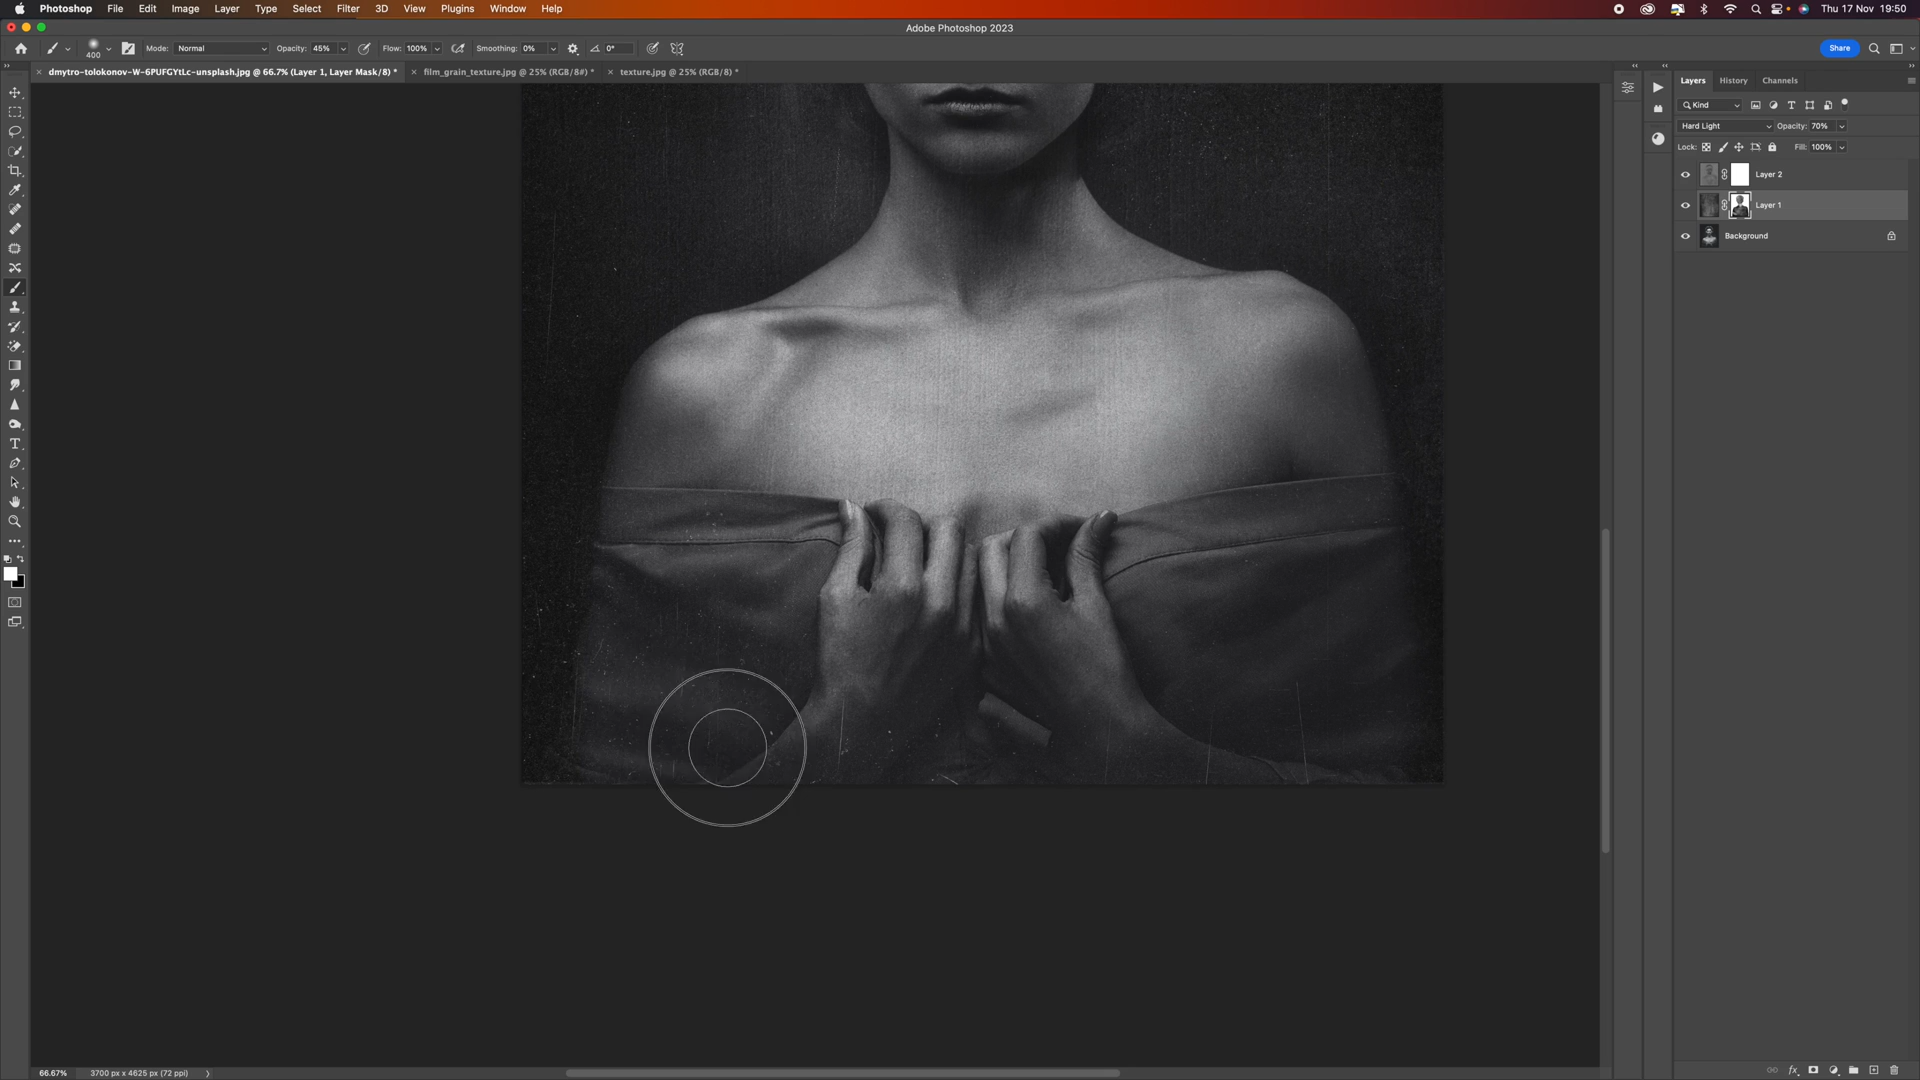 Photoshop File Edit Image Layer Type Select Filter 3D View Plugins Window Help Thu 17 Nov 19:50
Adobe Photoshop 2023
400 Mode: Normal Opacity: 45% Flow: 100% Smoothing: 0% 0° Share
× dmytro-tolokonov-W-6PUFGYtLc-unsplash.jpg @ 66.7% (Layer 1, Layer Mask/8) * × film_grain_texture.jpg @ 25% (RGB/8#) * × texture.jpg @ 25% (RGB/8) *
Layers History Channels
Kind
Hard Light Opacity: 70%
Lock: Fill: 100%
Layer 2
Layer 1
Background
T
fx
66.67% 3700 px x 4625 px (72 ppi)